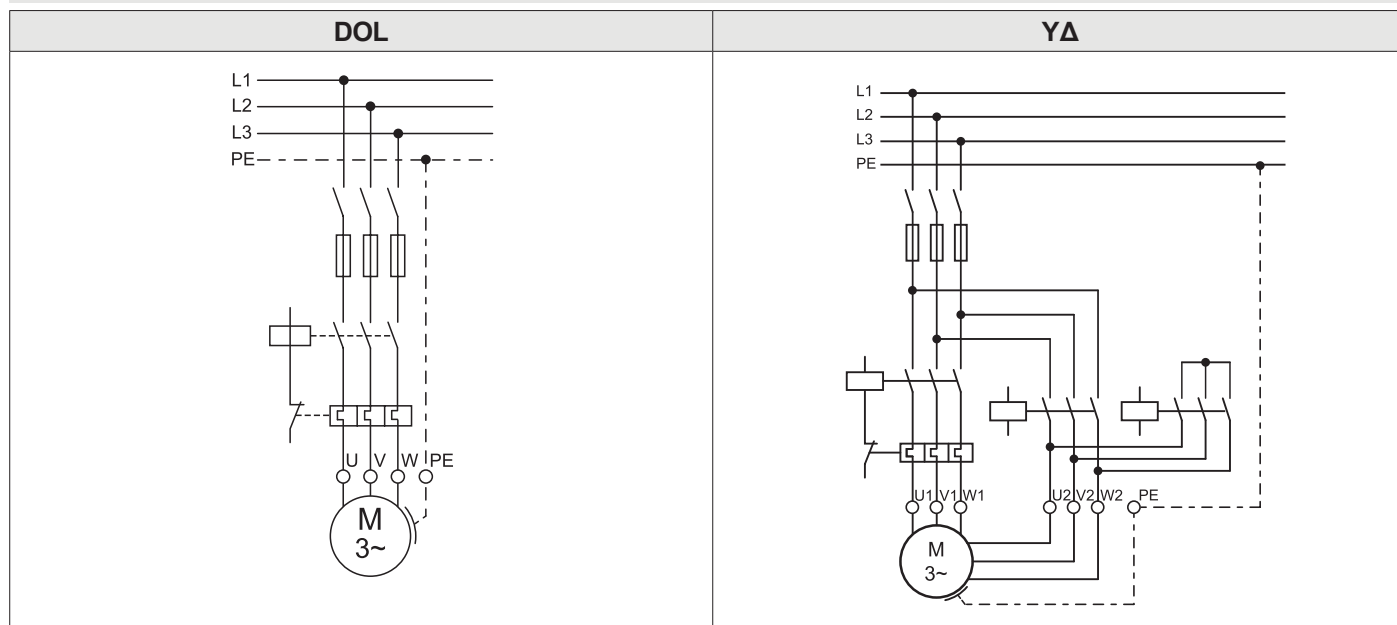 DOL
YΔ
L1
L2
L3
PE
U V W PE
M
3~
L1
L2
L3
PE
U1 V1 W1 U2 V2 W2 PE
M
3~